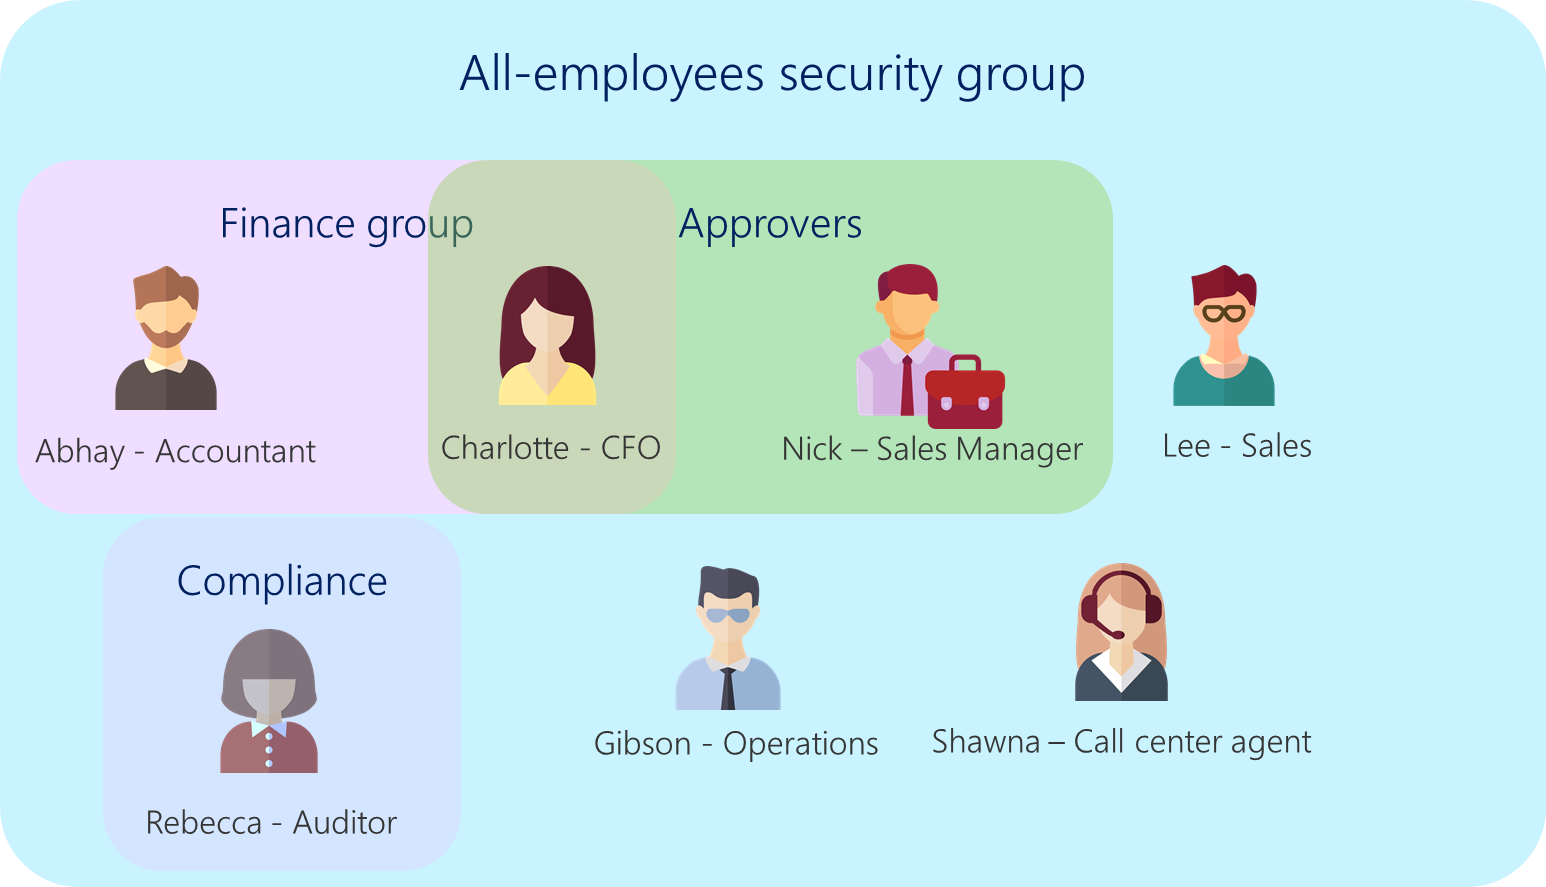 All-employees security group
Finance group
Approvers
Abhay - Accountant
Charlotte - CFO
Nick – Sales Manager
Lee - Sales
Compliance
Rebecca - Auditor
Gibson - Operations
Shawna – Call center agent